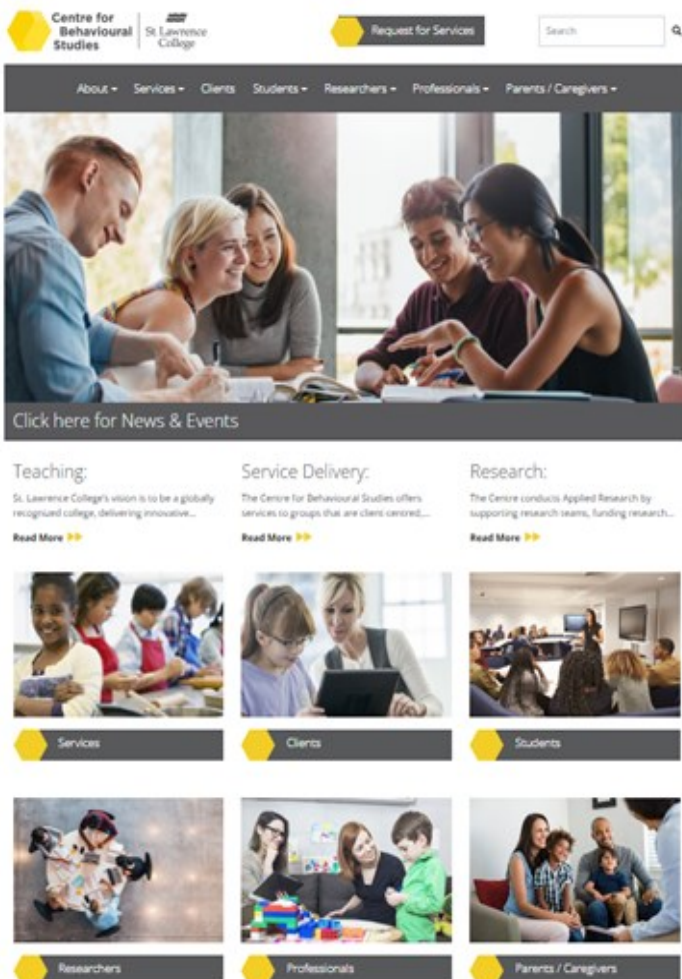 Centre for
Behavioural
Studies
St. Lawrence
College
Request for Services
Search
About
Services
Clients
Students
Researchers
Professionals
Parents / Caregivers
Click here for News & Events
Teaching:
St. Lawrence College's vision is to be a globally
recognized college, delivering innovative...
Read More
Service Delivery:
The Centre for Behavioural Studies offers
services to groups that are client centred,...
Read More
Research:
The Centre conducts Applied Research by
supporting research teams, funding research...
Read More
Services
Clients
Students
Researchers
Professionals
Parents / Caregivers